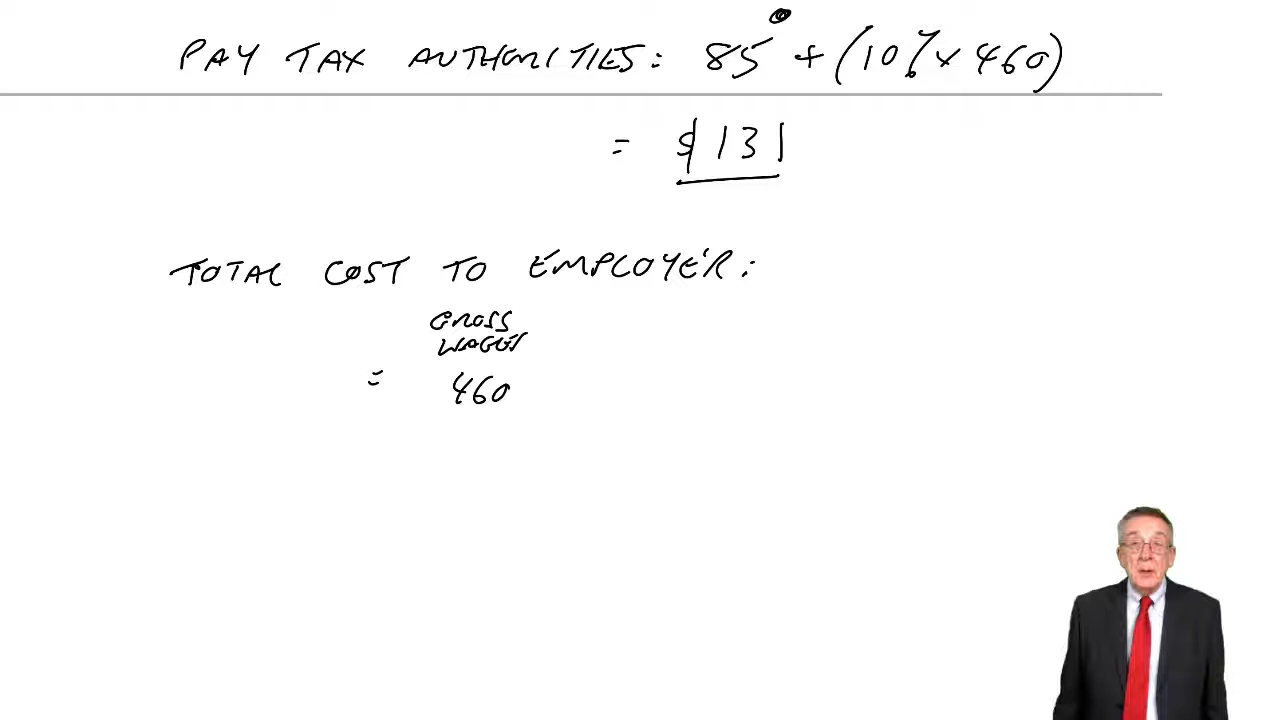 PAY TAX AUTHORITIES: 85 + (10% × 460)
= $131
TOTAL COST TO EMPLOYER:
GROSS
WAGES
= 460